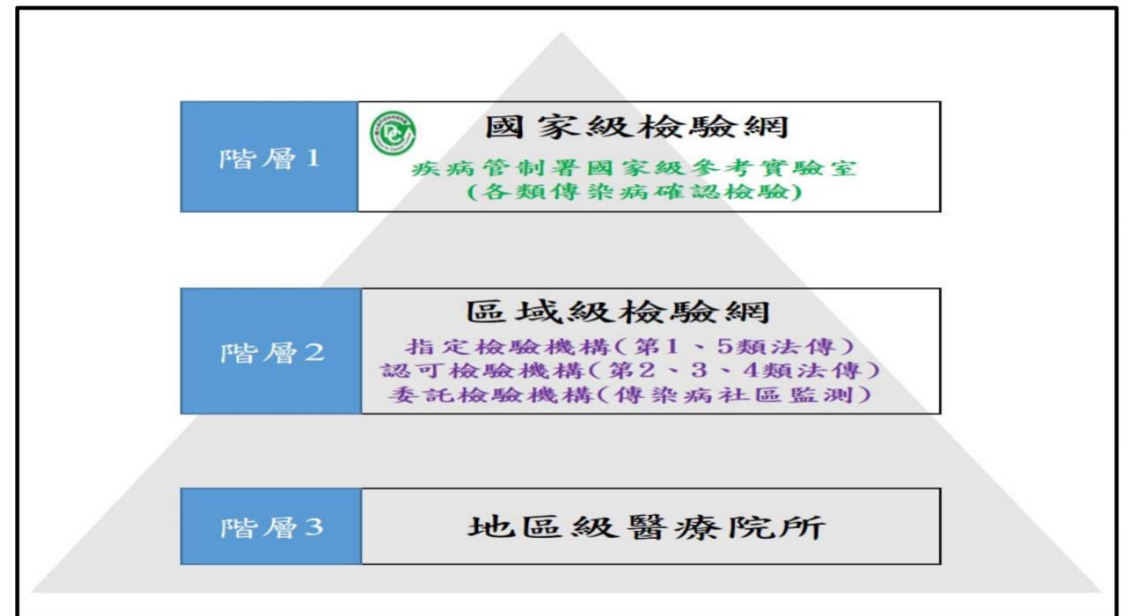 階層1
國家級檢驗網
疾病管制署國家級參考實驗室
(各類傳染病確認檢驗)
階層2
區域級檢驗網
指定檢驗機構(第1、5類法傳)
認可檢驗機構(第2、3、4類法傳)
委託檢驗機構(傳染病社區監測)
階層3
地區級醫療院所